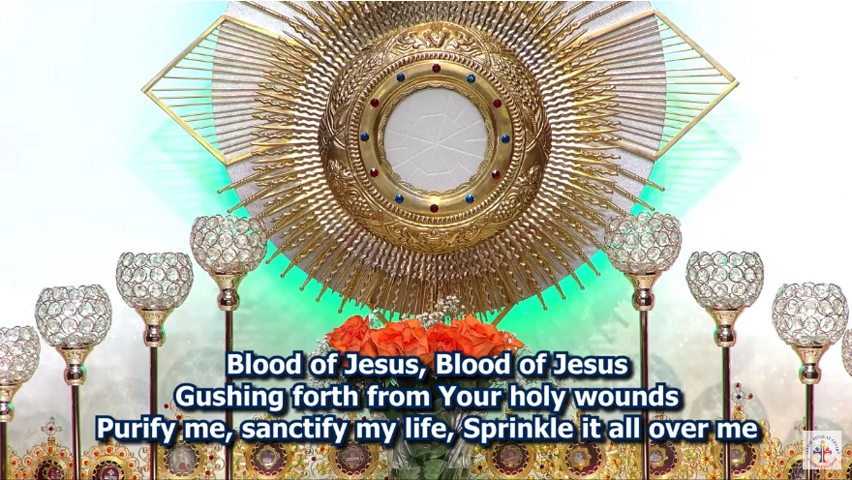 Blood of Jesus, Blood of Jesus
Gushing forth from Your holy wounds
Purify me, sanctify my life, Sprinkle it all over me